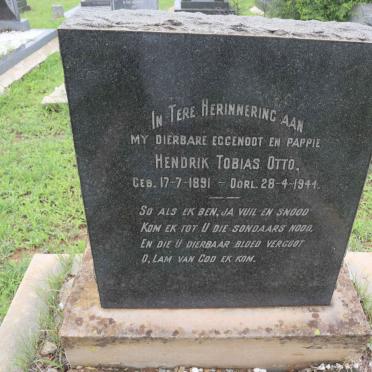 In Tere Herinnering aan
my dierbare eggenoot en pappie
Hendrik Tobias Otto,
Geb. 17-7-1891 - Oorl. 28-4-1944.
So als ek ben, ja vuil en snood
Kom ek tot U die sondaars nood,
En die U dierbaar bloed vergoot
O, Lam van God ek kom.